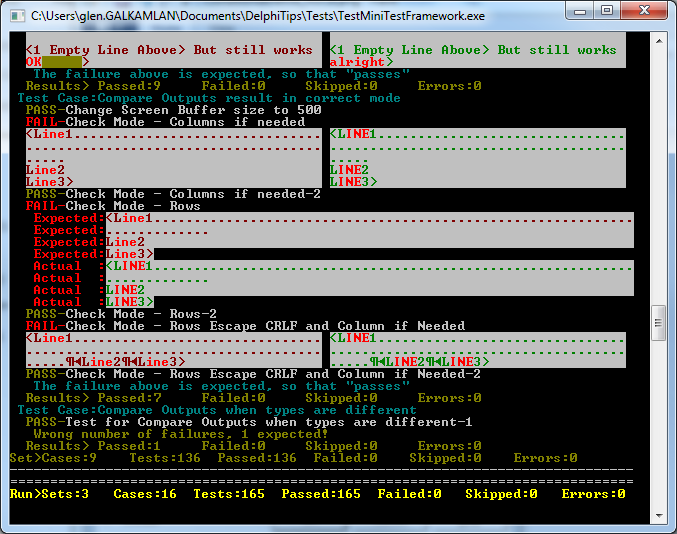 C:\Users\glen.GALKAMLAN\Documents\DelphiTips\Tests\TestMiniTestFramework.exe
<1 Empty Line Above> But still works <1 Empty Line Above> But still works
OK     > alright>
The failure above is expected, so that "passes"
Results> Passed:9 Failed:0 Skipped:0 Errors:0
Test Case:Compare Outputs result in correct mode
PASS-Change Screen Buffer size to 500
FAIL-Check Mode - Columns if needed
<Line1................................ <LINE1................................
...................................... ......................................
..... .....
Line2 LINE2
Line3> LINE3>
PASS-Check Mode - Columns if needed-2
FAIL-Check Mode - Rows
Expected:<Line1...............................................................
Expected:.............
Expected:Line2
Expected:Line3>
Actual  :<LINE1...............................................................
Actual  :.............
Actual  :LINE2
Actual  :LINE3>
PASS-Check Mode - Rows-2
FAIL-Check Mode - Rows Escape CRLF and Column if Needed
<Line1................................ <LINE1................................
...................................... ......................................
.....¶◄Line2¶◄Line3> .....¶◄LINE2¶◄LINE3>
PASS-Check Mode - Rows Escape CRLF and Column if Needed-2
The failure above is expected, so that "passes"
Results> Passed:7 Failed:0 Skipped:0 Errors:0
Test Case:Compare Outputs when types are different
PASS-Test for Compare Outputs when types are different-1
Wrong number of failures, 1 expected!
Results> Passed:1 Failed:0 Skipped:0 Errors:0
Set>Cases:9 Tests:136 Passed:136 Failed:0 Skipped:0 Errors:0
Run>Sets:3 Cases:16 Tests:165 Passed:165 Failed:0 Skipped:0 Errors:0